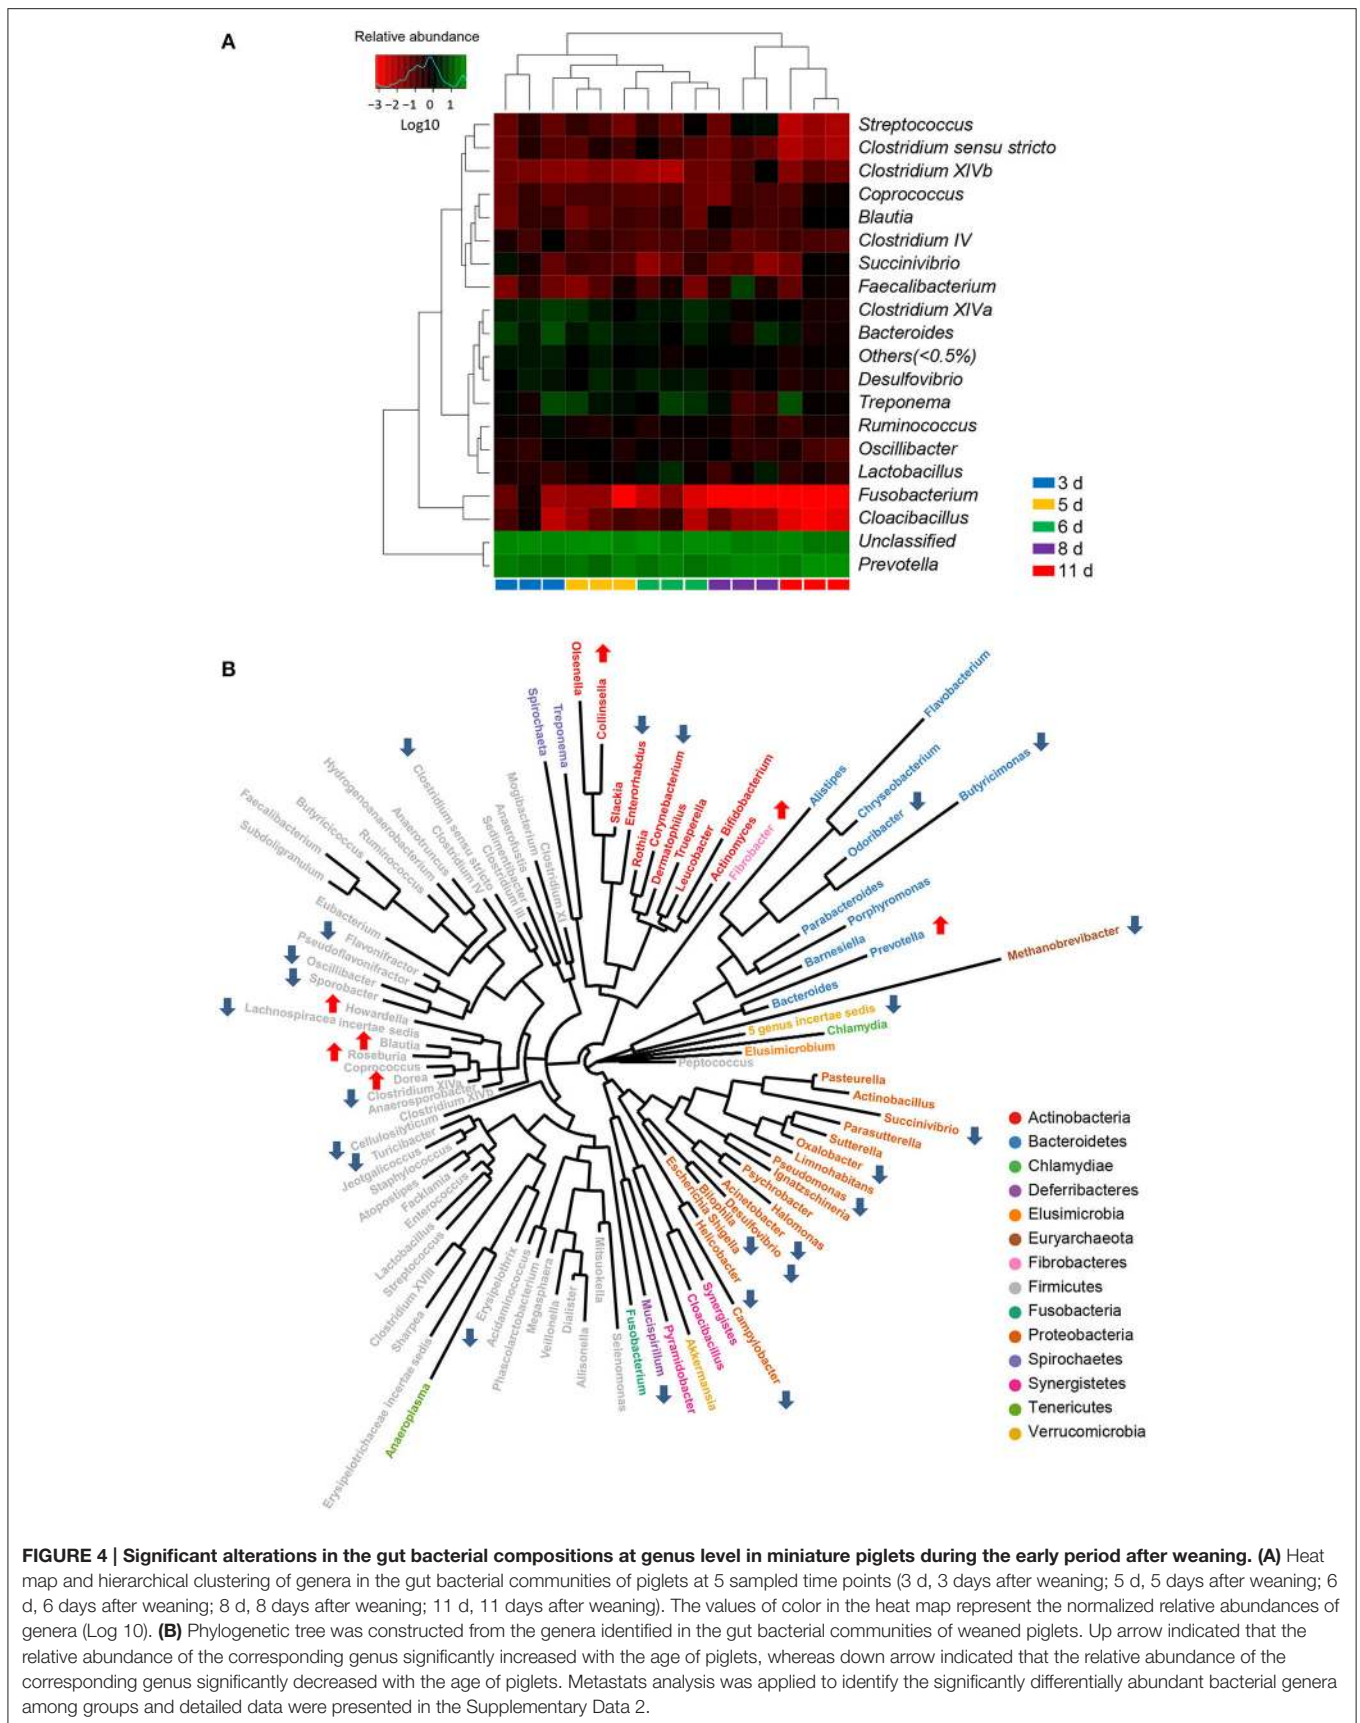 A
Relative abundance
−3 −2 −1 0 1
Log10
Streptococcus
Clostridium sensu stricto
Clostridium XIVb
Coprococcus
Blautia
Clostridium IV
Succinivibrio
Faecalibacterium
Clostridium XIVa
Bacteroides
Others(<0.5%)
Desulfovibrio
Treponema
Ruminococcus
Oscillibacter
Lactobacillus
Fusobacterium
Cloacibacillus
Unclassified
Prevotella
3 d
5 d
6 d
8 d
11 d
B
Spirochaeta
Treponema
Olsenella
Collinsella
Slackia
Enterorhabdus
Rothia
Corynebacterium
Dermatophilus
Trueperella
Leucobacter
Bifidobacterium
Actinomyces
Fibrobacter
Alistipes
Flavobacterium
Chryseobacterium
Butyricimonas
Odoribacter
Parabacteroides
Porphyromonas
Barnesiella
Prevotella
Bacteroides
Methanobrevibacter
5 genus incertae sedis
Chlamydia
Elusimicrobium
Peptococcus
Pasteurella
Actinobacillus
Succinivibrio
Parasutterella
Sutterella
Oxalobacter
Limnohabitans
Pseudomonas
Ignatzschineria
Psychrobacter
Halomonas
Acinetobacter
Desulfovibrio
Bilophila
Escherichia Shigella
Helicobacter
Campylobacter
Synergistes
Cloacibacillus
Akkermansia
Pyramidobacter
Mucispirillum
Fusobacterium
Selenomonas
Mitsuokella
Allisonella
Dialister
Veillonella
Megasphaera
Phascolarctobacterium
Acidaminococcus
Erysipelothrix
Anaeroplasma
Erysipelotrichaceae incertae sedis
Sharpea
Clostridium XVIII
Streptococcus
Lactobacillus
Enterococcus
Facklamia
Atopostipes
Staphylococcus
Jeotgalicoccus
Turicibacter
Cellulosilyticum
Clostridium XIVb
Anaerosporobacter
Clostridium XIVa
Dorea
Coprococcus
Roseburia
Blautia
Lachnospiracea incertae sedis
Howardella
Sporobacter
Oscillibacter
Pseudoflavonifractor
Flavonifractor
Eubacterium
Subdoligranulum
Faecalibacterium
Butyricicoccus
Ruminococcus
Hydrogenoanaerobacterium
Anaerotruncus
Clostridium IV
Clostridium sensu stricto
Clostridium III
Sedimentibacter
Anaerofustis
Mogibacterium
Clostridium XI
Actinobacteria
Bacteroidetes
Chlamydiae
Deferribacteres
Elusimicrobia
Euryarchaeota
Fibrobacteres
Firmicutes
Fusobacteria
Proteobacteria
Spirochaetes
Synergistetes
Tenericutes
Verrucomicrobia
FIGURE 4 | Significant alterations in the gut bacterial compositions at genus level in miniature piglets during the early period after weaning. (A) Heat
map and hierarchical clustering of genera in the gut bacterial communities of piglets at 5 sampled time points (3 d, 3 days after weaning; 5 d, 5 days after weaning; 6
d, 6 days after weaning; 8 d, 8 days after weaning; 11 d, 11 days after weaning). The values of color in the heat map represent the normalized relative abundances of
genera (Log 10). (B) Phylogenetic tree was constructed from the genera identified in the gut bacterial communities of weaned piglets. Up arrow indicated that the
relative abundance of the corresponding genus significantly increased with the age of piglets, whereas down arrow indicated that the relative abundance of the
corresponding genus significantly decreased with the age of piglets. Metastats analysis was applied to identify the significantly differentially abundant bacterial genera
among groups and detailed data were presented in the Supplementary Data 2.